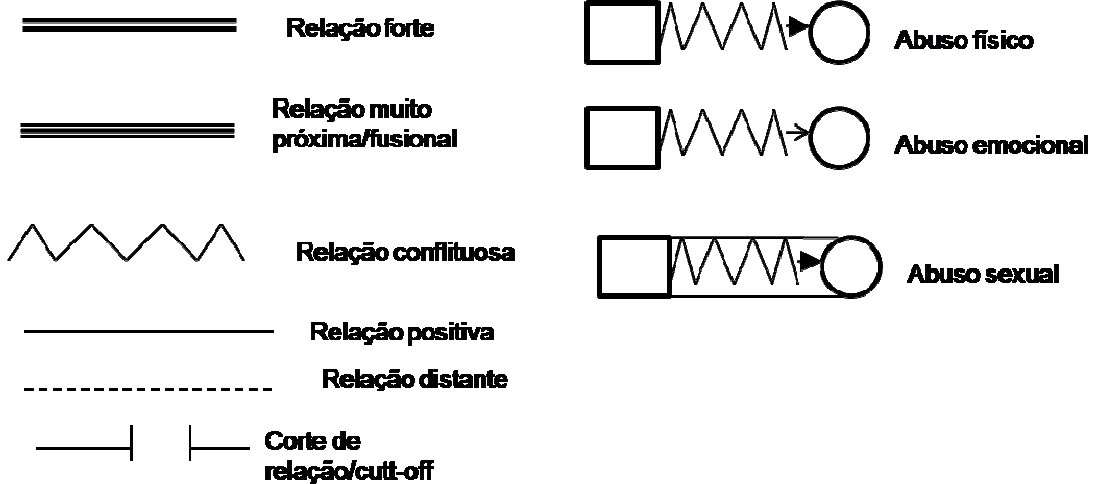 Relação forte
Relação muito
próxima/fusional
Relação conflituosa
Relação positiva
Relação distante
Corte de
relação/cutt-off
Abuso físico
Abuso emocional
Abuso sexual